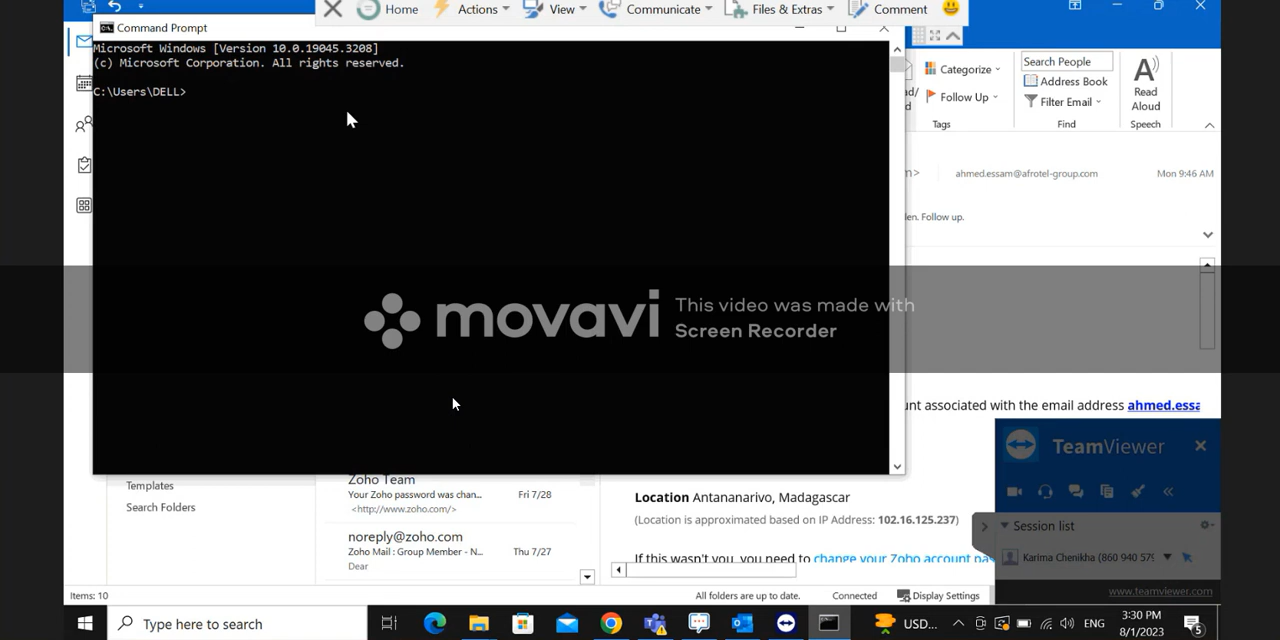 Home
Actions
View
Communicate
Files & Extras
Comment
Command Prompt
Microsoft Windows [Version 10.0.19045.3208]
(c) Microsoft Corporation. All rights reserved.
C:\Users\DELL>
Categorize
Follow Up
Tags
Search People
Address Book
Filter Email
Find
Read
Aloud
Speech
ahmed.essam@afrotel-group.com
Mon 9:46 AM
Follow up.
movavi
This video was made with
Screen Recorder
associated with the email address ahmed.essa
TeamViewer
Session list
Karima Chenikha (860 940 579
www.teamviewer.com
Templates
Search Folders
Zoho Team
Your Zoho password was chan...
Fri 7/28
<http://www.zoho.com/>
noreply@zoho.com
Zoho Mail : Group Member - N...
Thu 7/27
Dear
Location Antananarivo, Madagascar
(Location is approximated based on IP Address: 102.16.125.237)
If this wasn't you, you need to change your Zoho account pa
Items: 10
All folders are up to date.
Connected
Display Settings
Type here to search
USD...
ENG
3:30 PM
8/1/2023
5